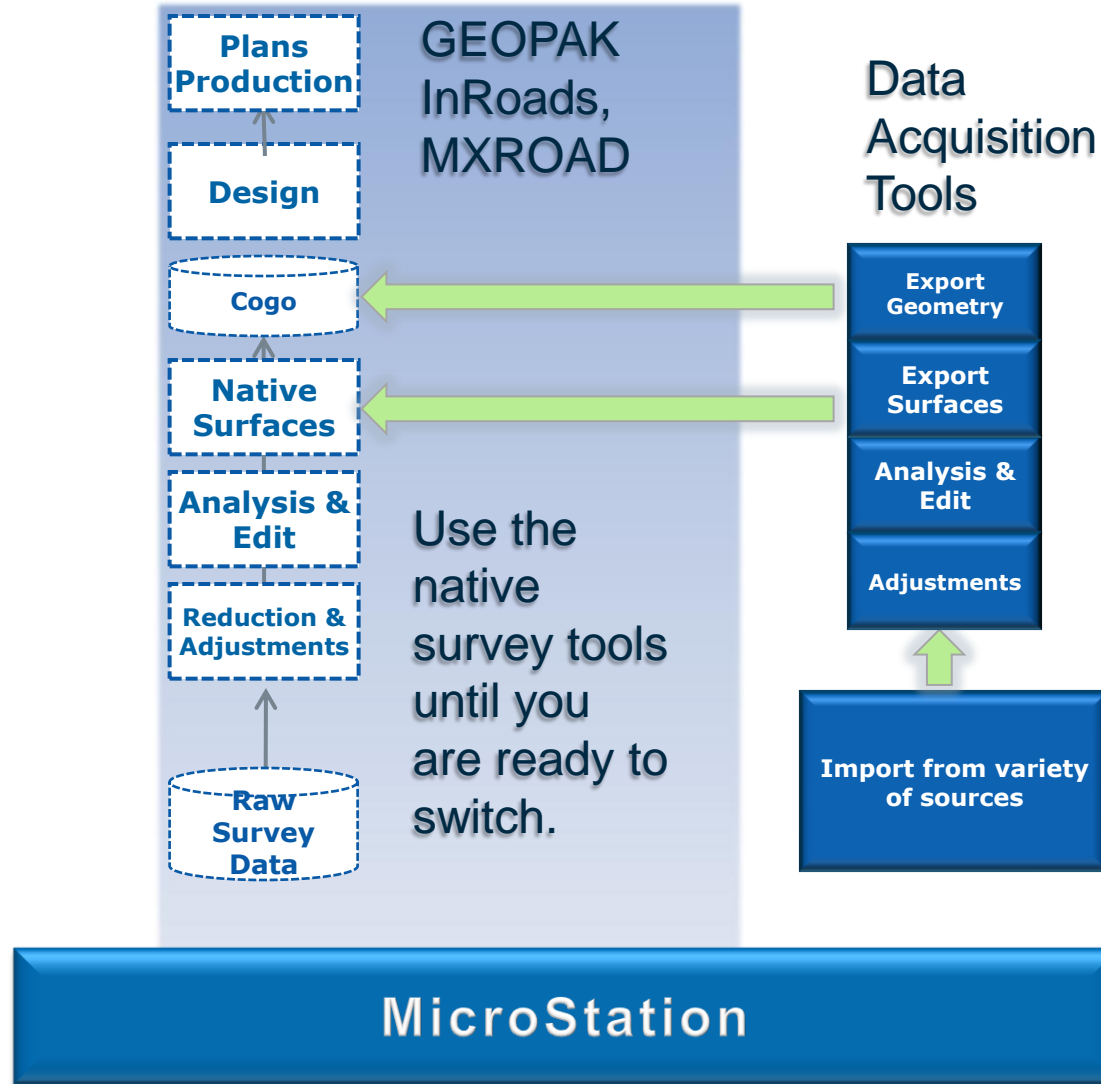 Plans
Production
Design
Cogo
Native
Surfaces
Analysis &
Edit
Reduction &
Adjustments
Raw
Survey
Data
GEOPAK
InRoads,
MXROAD
Use the
native
survey tools
until you
are ready to
switch.
Data
Acquisition
Tools
Export
Geometry
Export
Surfaces
Analysis &
Edit
Adjustments
Import from variety
of sources
MicroStation